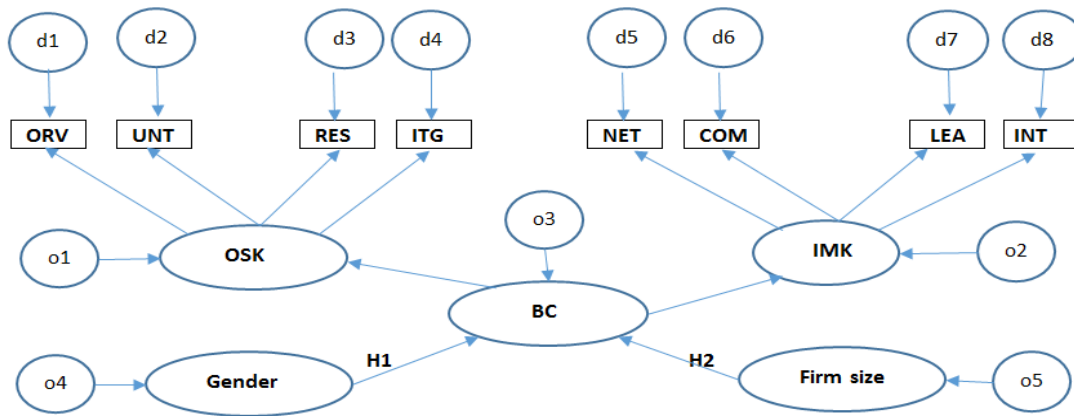 d1 d2 d3 d4 d5 d6 d7 d8
ORV UNT RES ITG NET COM LEA INT
o3
o1 OSK IMK o2
BC
H1 H2
o4 Gender Firm size o5